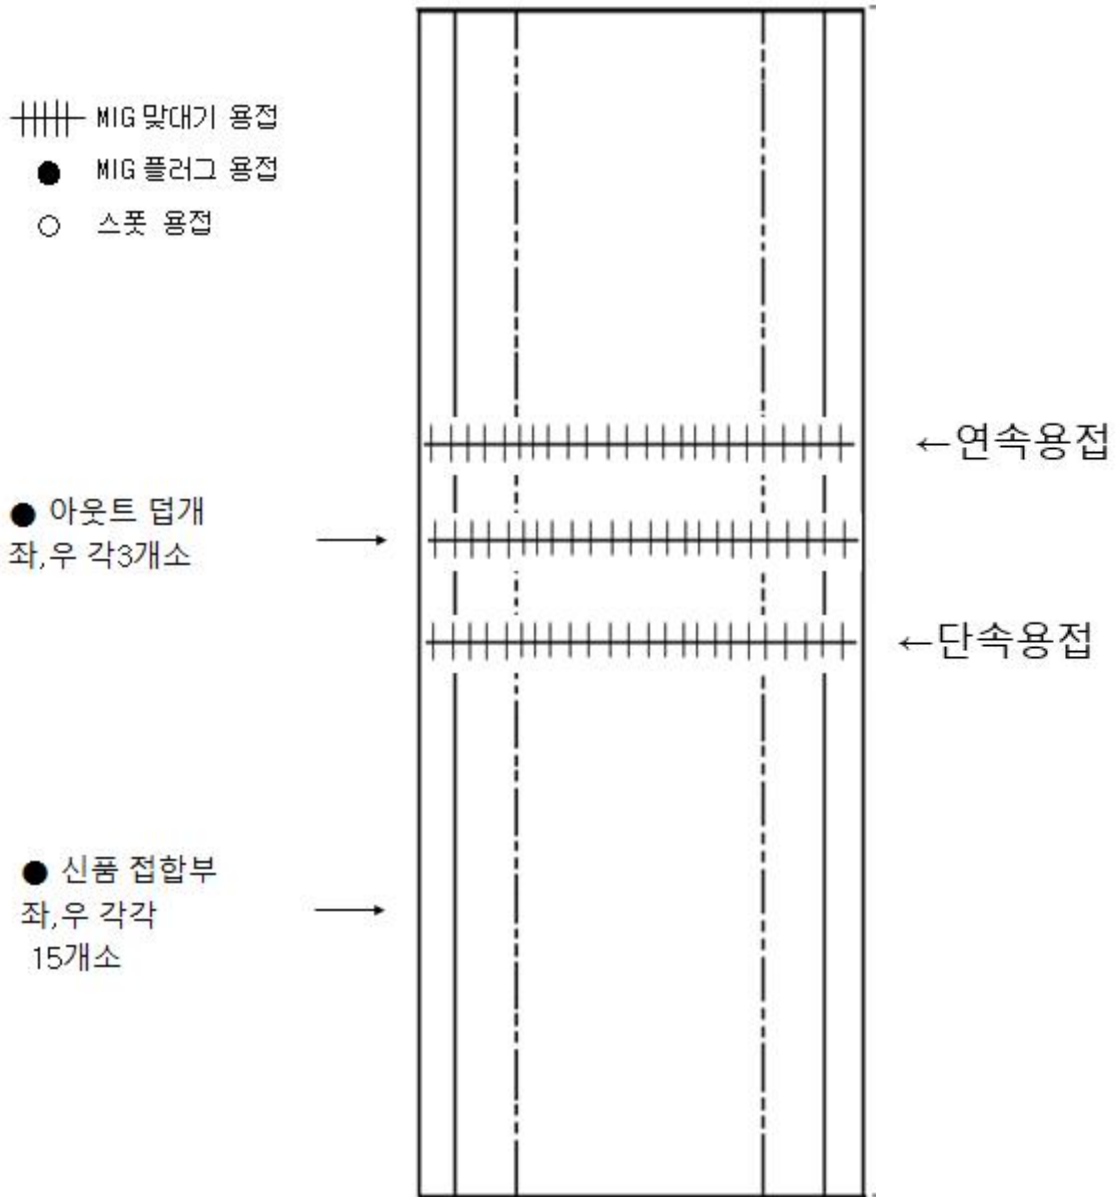 MIG 맞대기 용접
MIG 플러그 용접
스폿 용접
←연속용접
● 아웃트 덥개
좌,우 각3개소
←단속용접
● 신품 접합부
좌,우 각각
15개소